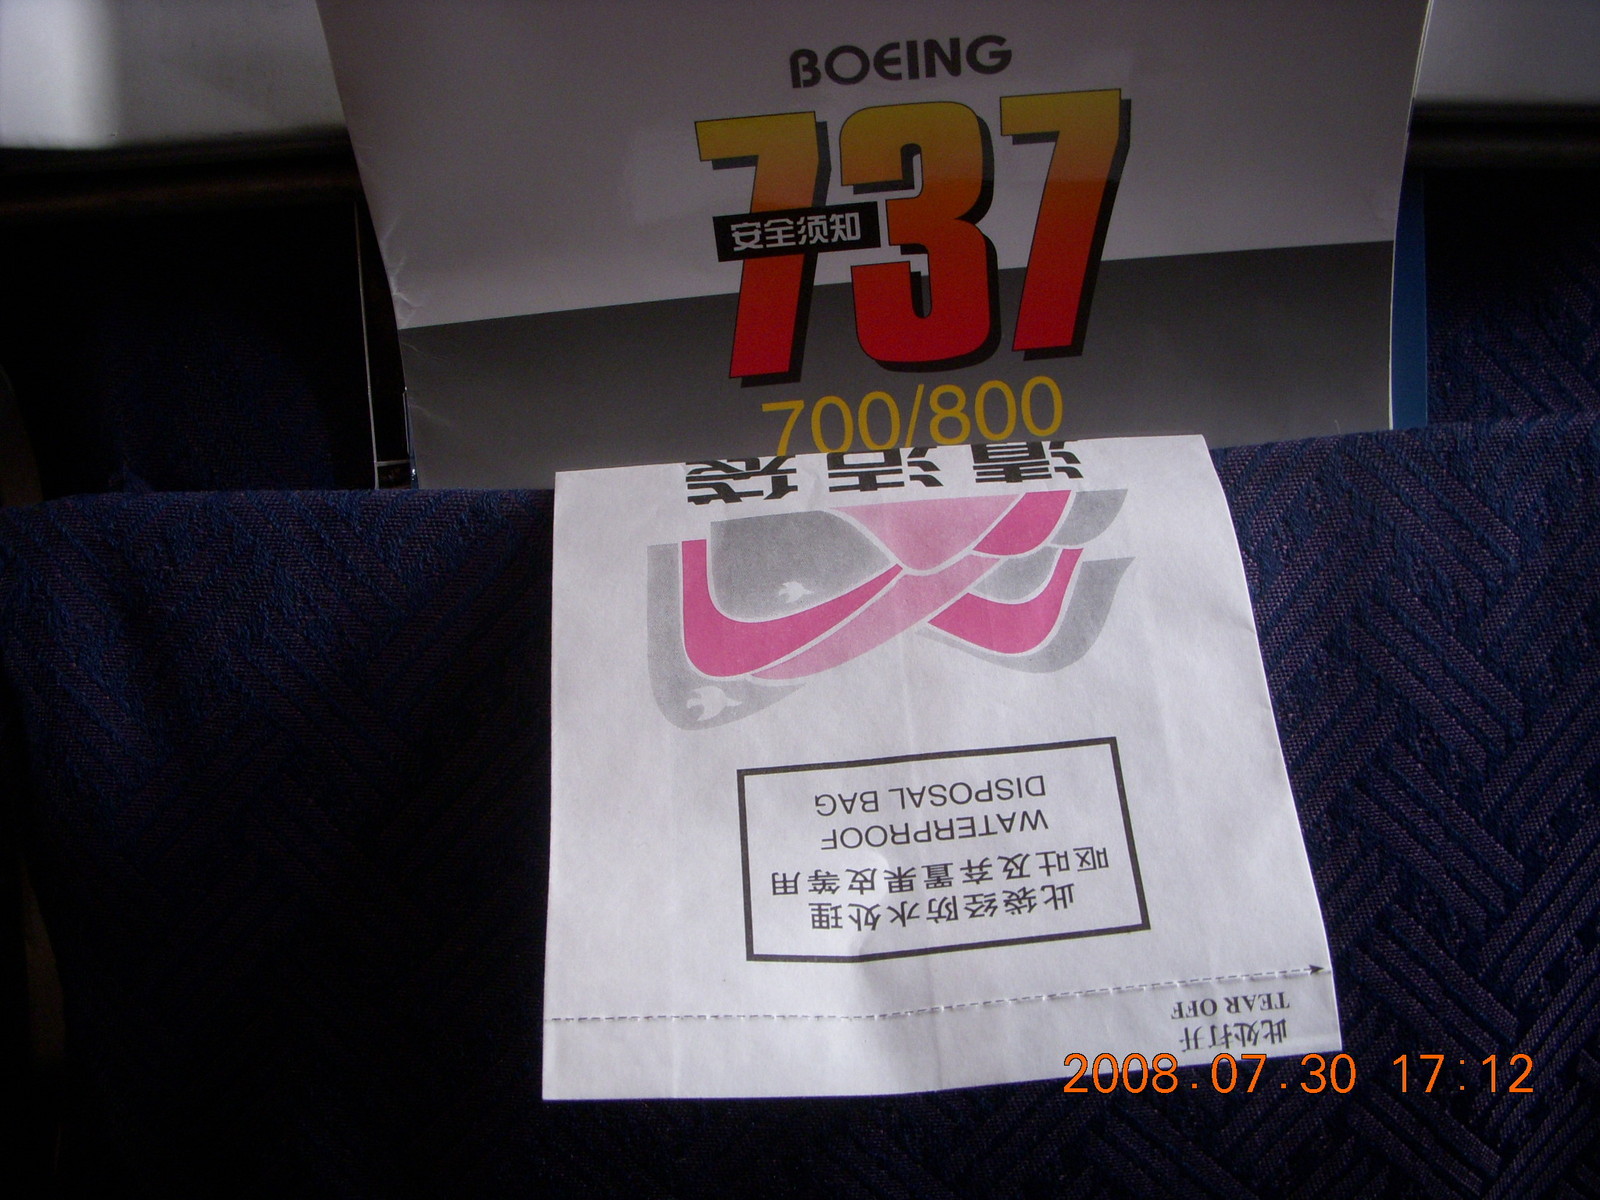 BOEING
737
安全须知
700/800
清洁袋
TEAR OFF
此处打开
此袋经防水处理
呕吐及弃置果皮等用
WATERPROOF
DISPOSAL BAG
2008.07.30 17:12